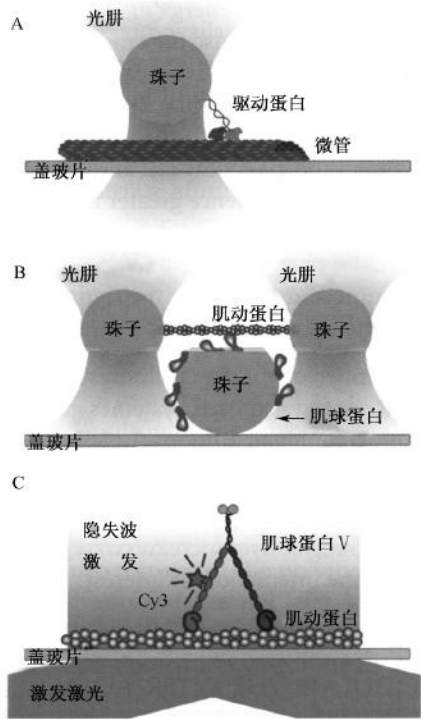 A
光肼
珠子
驱动蛋白
微管
盖玻片
B
光肼
光肼
肌动蛋白
珠子
珠子
珠子
肌球蛋白
盖玻片
C
隐失波
激 发
肌球蛋白 V
Cy3
肌动蛋白
盖玻片
激发激光